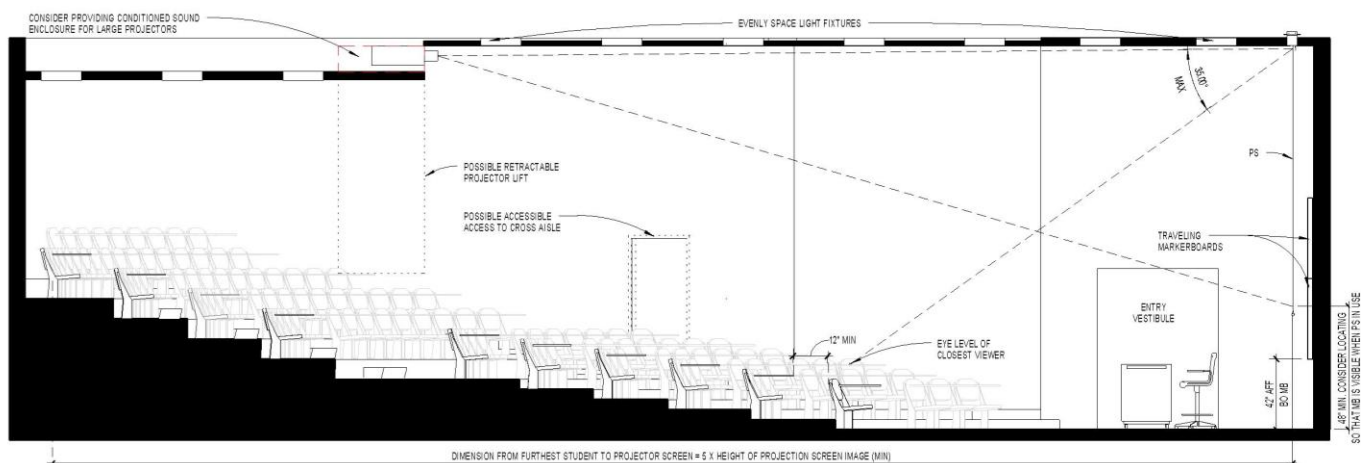 CONSIDER PROVIDING CONDITIONED SOUND
ENCLOSURE FOR LARGE PROJECTORS
EVENLY SPACE LIGHT FIXTURES
35.00°
MAX
PS
POSSIBLE RETRACTABLE
PROJECTOR LIFT
POSSIBLE ACCESSIBLE
ACCESS TO CROSS AISLE
TRAVELING
MARKERBOARDS
ENTRY
VESTIBULE
12" MIN
EYE LEVEL OF
CLOSEST VIEWER
42" AFF
BO MB
48" MIN, CONSIDER LOCATING
SO THAT MB IS VISIBLE WHEN PS IN USE
DIMENSION FROM FURTHEST STUDENT TO PROJECTOR SCREEN = 5 X HEIGHT OF PROJECTION SCREEN IMAGE (MIN)